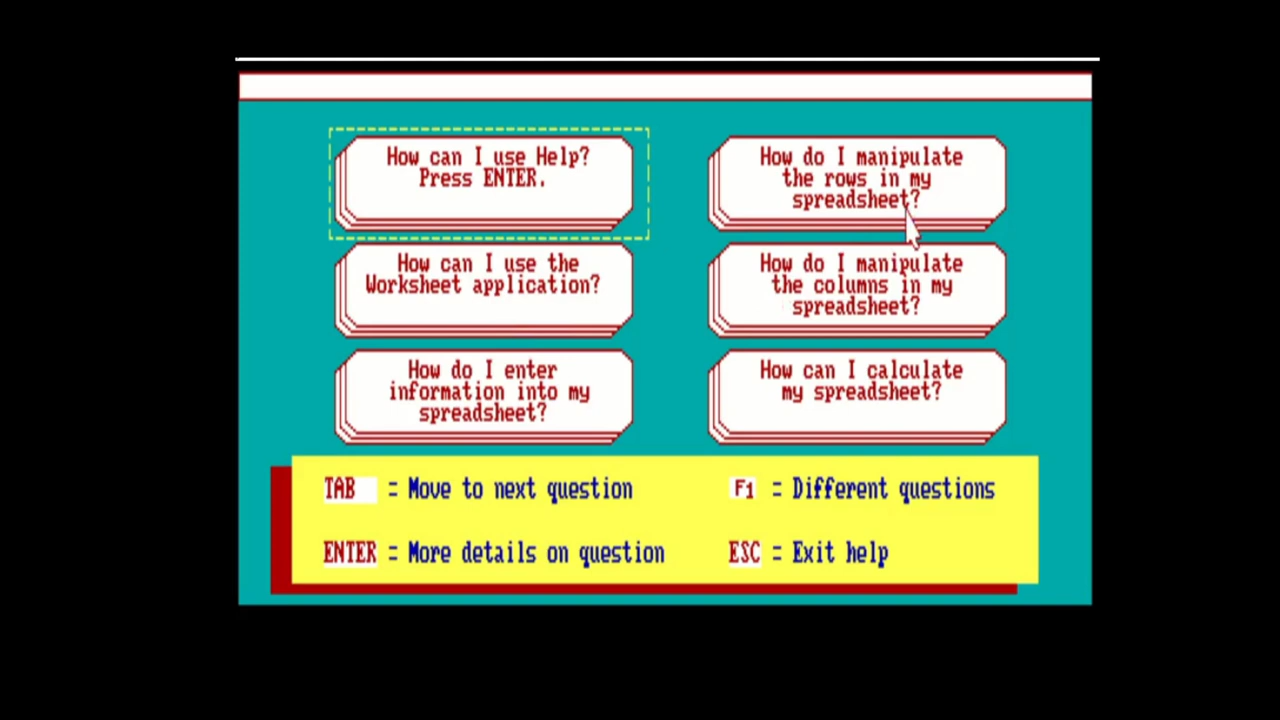 How can I use Help?
Press ENTER.
How do I manipulate
the rows in my
spreadsheet?
How can I use the
Worksheet application?
How do I manipulate
the columns in my
spreadsheet?
How do I enter
information into my
spreadsheet?
How can I calculate
my spreadsheet?
TAB = Move to next question
F1 = Different questions
ENTER = More details on question
ESC = Exit help